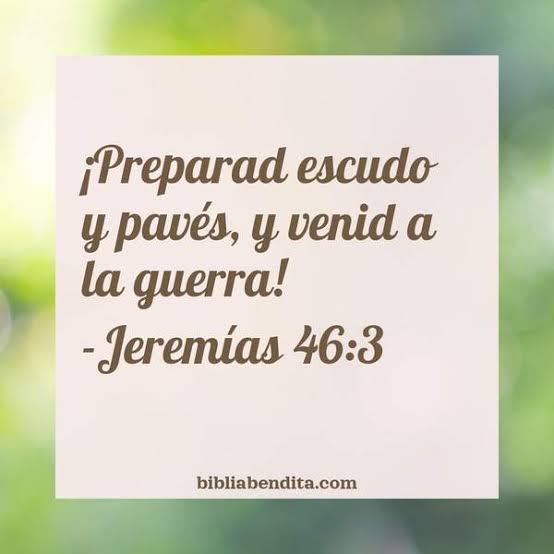 ¡Preparad escudo
y pavés, y venid a
la guerra!
-Jeremías 46:3
bibliabendita.com